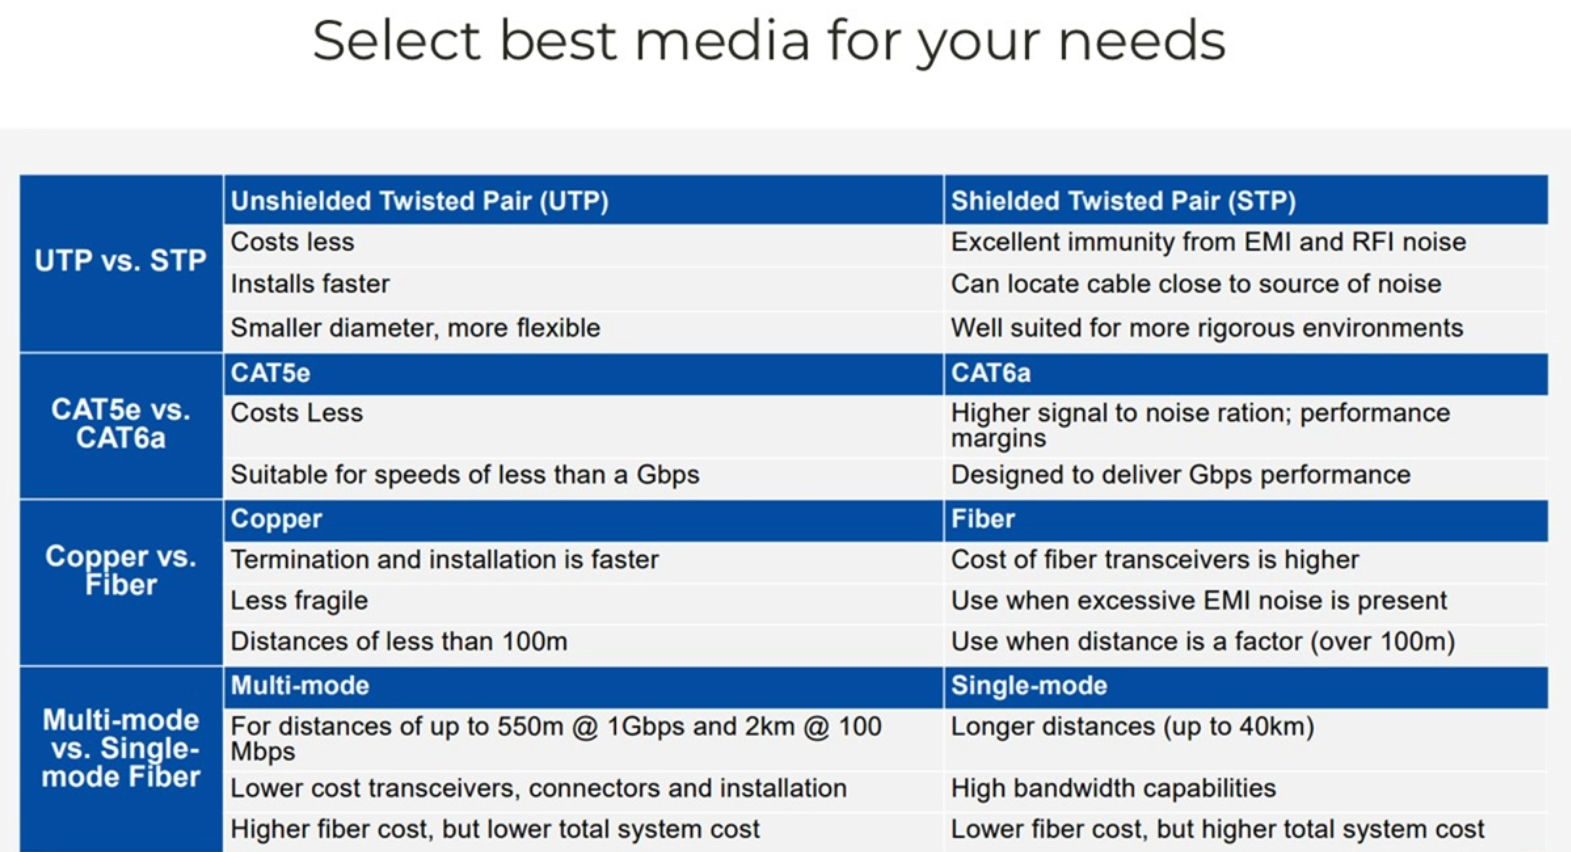 Select best media for your needs
UTP vs. STP
Unshielded Twisted Pair (UTP)
Shielded Twisted Pair (STP)
Costs less
Excellent immunity from EMI and RFI noise
Installs faster
Can locate cable close to source of noise
Smaller diameter, more flexible
Well suited for more rigorous environments
CAT5e vs.
CAT6a
CAT5e
CAT6a
Costs Less
Higher signal to noise ration; performance
margins
Suitable for speeds of less than a Gbps
Designed to deliver Gbps performance
Copper vs.
Fiber
Copper
Fiber
Termination and installation is faster
Cost of fiber transceivers is higher
Less fragile
Use when excessive EMI noise is present
Distances of less than 100m
Use when distance is a factor (over 100m)
Multi-mode
vs. Single-
mode Fiber
Multi-mode
Single-mode
For distances of up to 550m @ 1Gbps and 2km @ 100
Mbps
Longer distances (up to 40km)
Lower cost transceivers, connectors and installation
High bandwidth capabilities
Higher fiber cost, but lower total system cost
Lower fiber cost, but higher total system cost